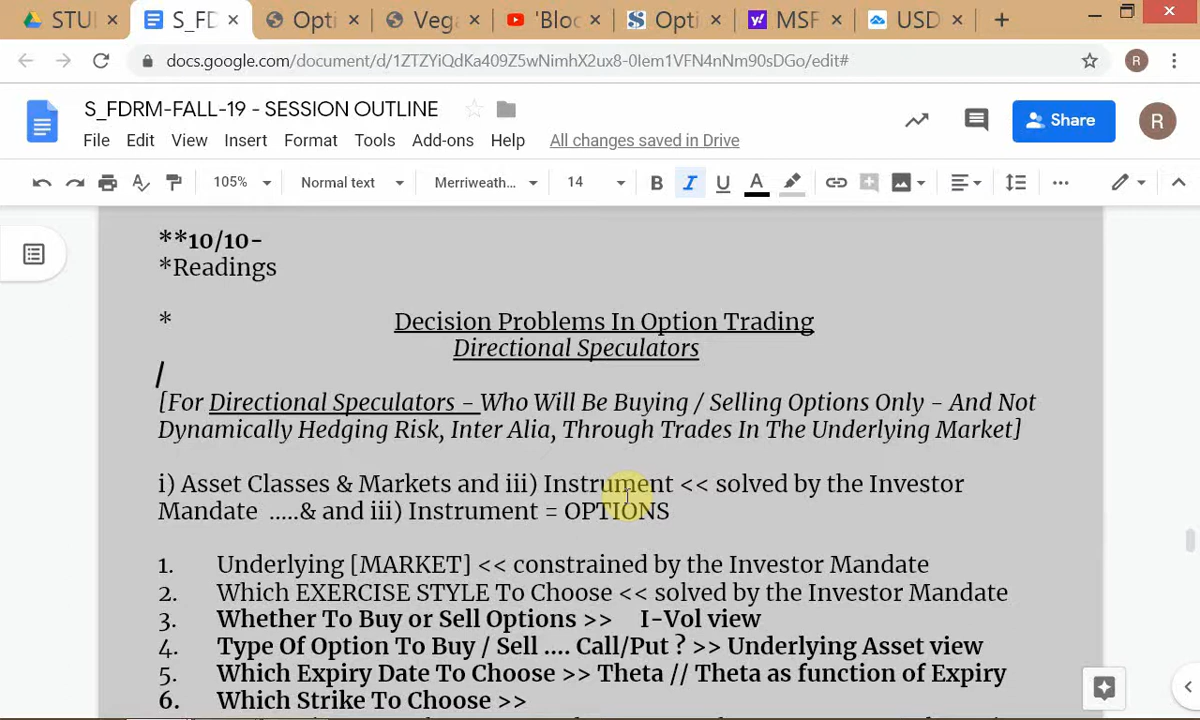 STU
S_F
Opti
Veg
'Bloc
Opti
MSF
USD
docs.google.com/document/d/1ZTZYiQdKa409Z5wNimhX2ux8-0lem1VFN4nNm90sDGo/edit#
R
S_FDRM-FALL-19 - SESSION OUTLINE
File Edit View Insert Format Tools Add-ons Help All changes saved in Drive
Share
R
105% Normal text Merriweath... 14 B I U A
**10/10-
*Readings
* Decision Problems In Option Trading
Directional Speculators
[For Directional Speculators – Who Will Be Buying / Selling Options Only – And Not
Dynamically Hedging Risk, Inter Alia, Through Trades In The Underlying Market]
i) Asset Classes & Markets and iii) Instrument << solved by the Investor
Mandate .....& and iii) Instrument = OPTIONS
1. Underlying [MARKET] << constrained by the Investor Mandate
2. Which EXERCISE STYLE To Choose << solved by the Investor Mandate
3. Whether To Buy or Sell Options >> I-Vol view
4. Type Of Option To Buy / Sell .... Call/Put ? >> Underlying Asset view
5. Which Expiry Date To Choose >> Theta // Theta as function of Expiry
6. Which Strike To Choose >>